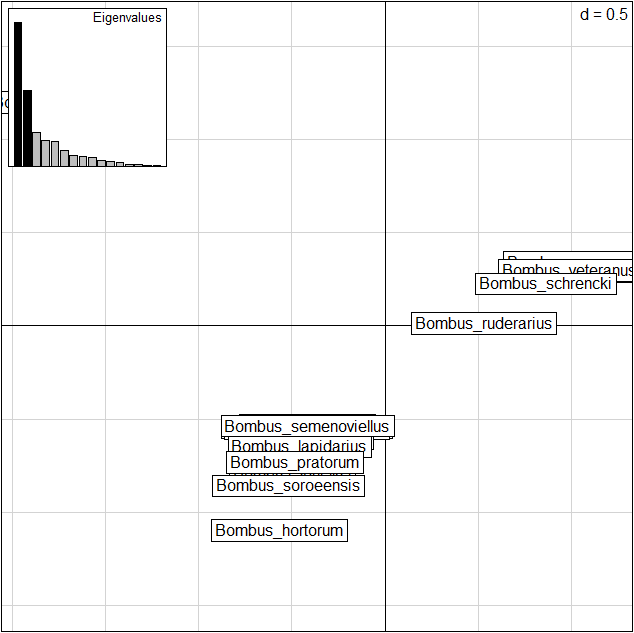 Eigenvalues
d = 0.5
Bombus_veteranus
Bombus_schrencki
Bombus_ruderarius
Bombus_semenoviellus
Bombus_lapidarius
Bombus_pratorum
Bombus_soroeensis
Bombus_hortorum